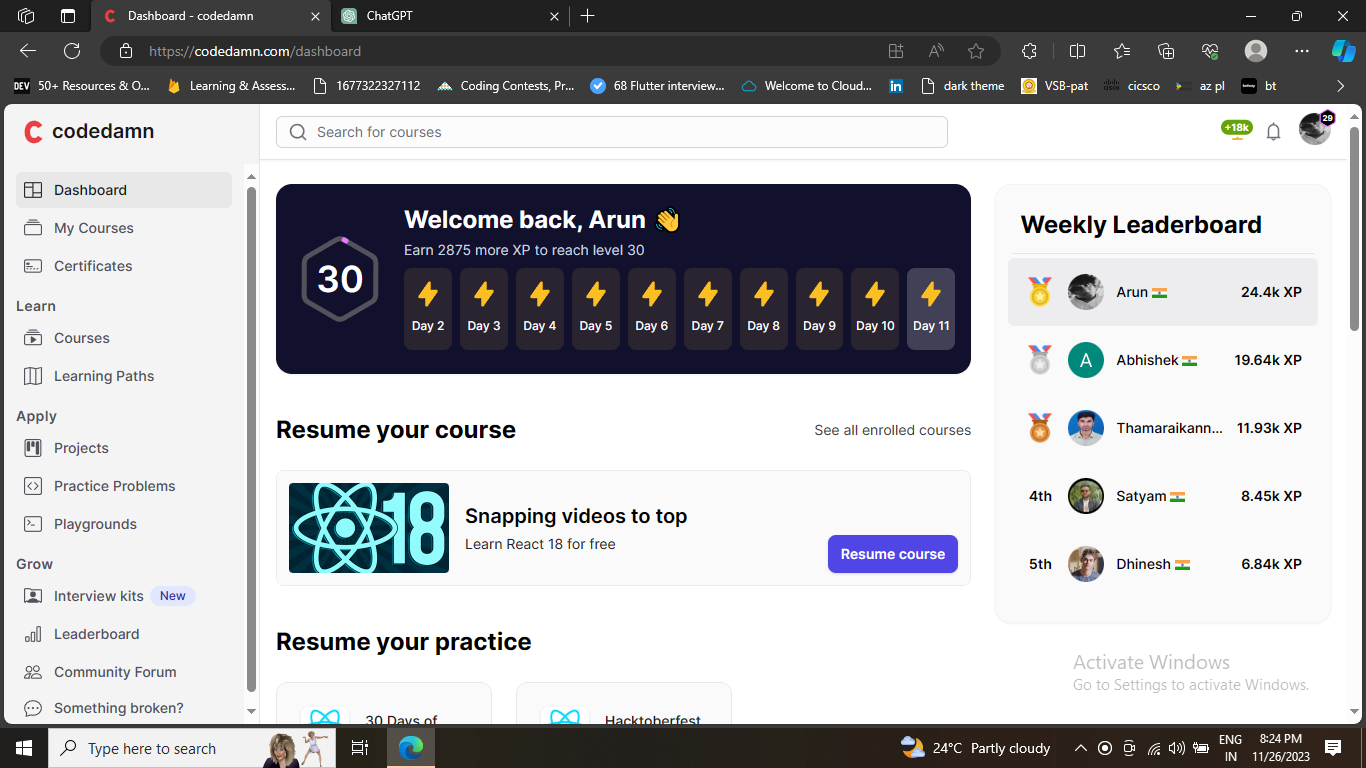 Dashboard - codedamn
ChatGPT
https://codedamn.com/dashboard
DEV 50+ Resources & O...
Learning & Assess...
1677322327112
Coding Contests, Pr...
68 Flutter interview...
Welcome to Cloud...
in
dark theme
VSB-pat
cicsco
az pl
bt
codedamn
Search for courses
+18k
29
Dashboard
My Courses
Certificates
Learn
Courses
Learning Paths
Apply
Projects
Practice Problems
Playgrounds
Grow
Interview kits New
Leaderboard
Community Forum
Something broken?
30
Welcome back, Arun 👋
Earn 2875 more XP to reach level 30
Day 2
Day 3
Day 4
Day 5
Day 6
Day 7
Day 8
Day 9
Day 10
Day 11
Resume your course
See all enrolled courses
18
Snapping videos to top
Learn React 18 for free
Resume course
Resume your practice
30 Days of
Hacktoberfest
Weekly Leaderboard
Arun 24.4k XP
A Abhishek 19.64k XP
Thamaraikann... 11.93k XP
4th Satyam 8.45k XP
5th Dhinesh 6.84k XP
Activate Windows
Go to Settings to activate Windows.
Type here to search
24°C Partly cloudy
ENG
IN
8:24 PM
11/26/2023